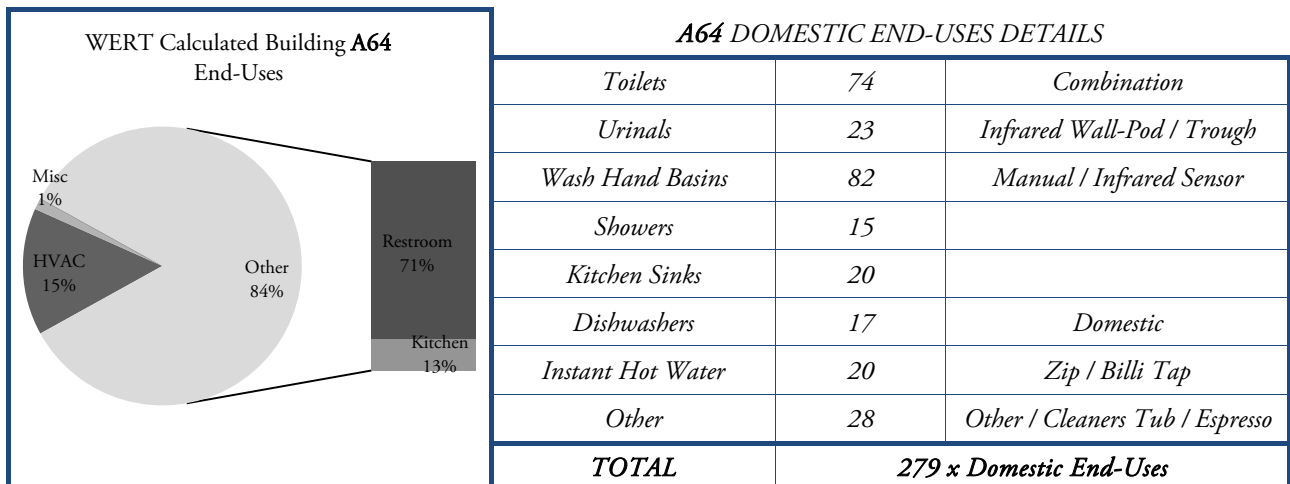 WERT Calculated Building A64
End-Uses
Misc
1%
HVAC
15%
Other
84%
Restroom
71%
Kitchen
13%
A64 DOMESTIC END-USES DETAILS
Toilets 74 Combination
Urinals 23 Infrared Wall-Pod / Trough
Wash Hand Basins 82 Manual / Infrared Sensor
Showers 15
Kitchen Sinks 20
Dishwashers 17 Domestic
Instant Hot Water 20 Zip / Billi Tap
Other 28 Other / Cleaners Tub / Espresso
TOTAL 279 x Domestic End-Uses